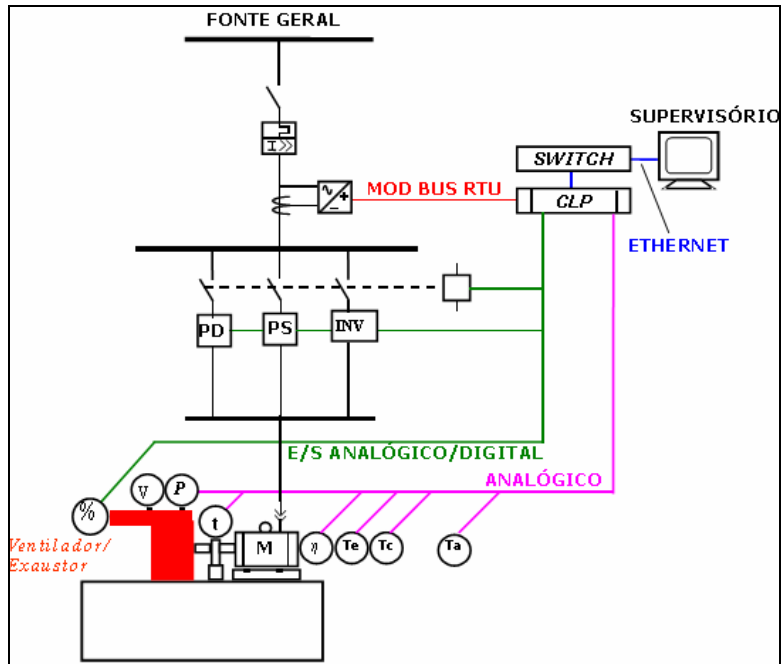 FONTE GERAL
I>>
SUPERVISÓRIO
SWITCH
MOD BUS RTU
CLP
ETHERNET
PD
PS
INV
E/S ANALÓGICO/DIGITAL
ANALÓGICO
%
V
P
t
M
η
Te
Tc
Ta
Ventilador/
Exaustor